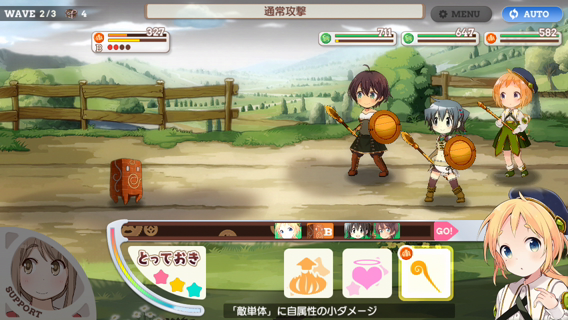 WAVE 2/3 4
通常攻撃
MENU
AUTO
327
B
711
647
582
B
GO!
とっておき
SUPPORT
「敵単体」に自属性の小ダメージ